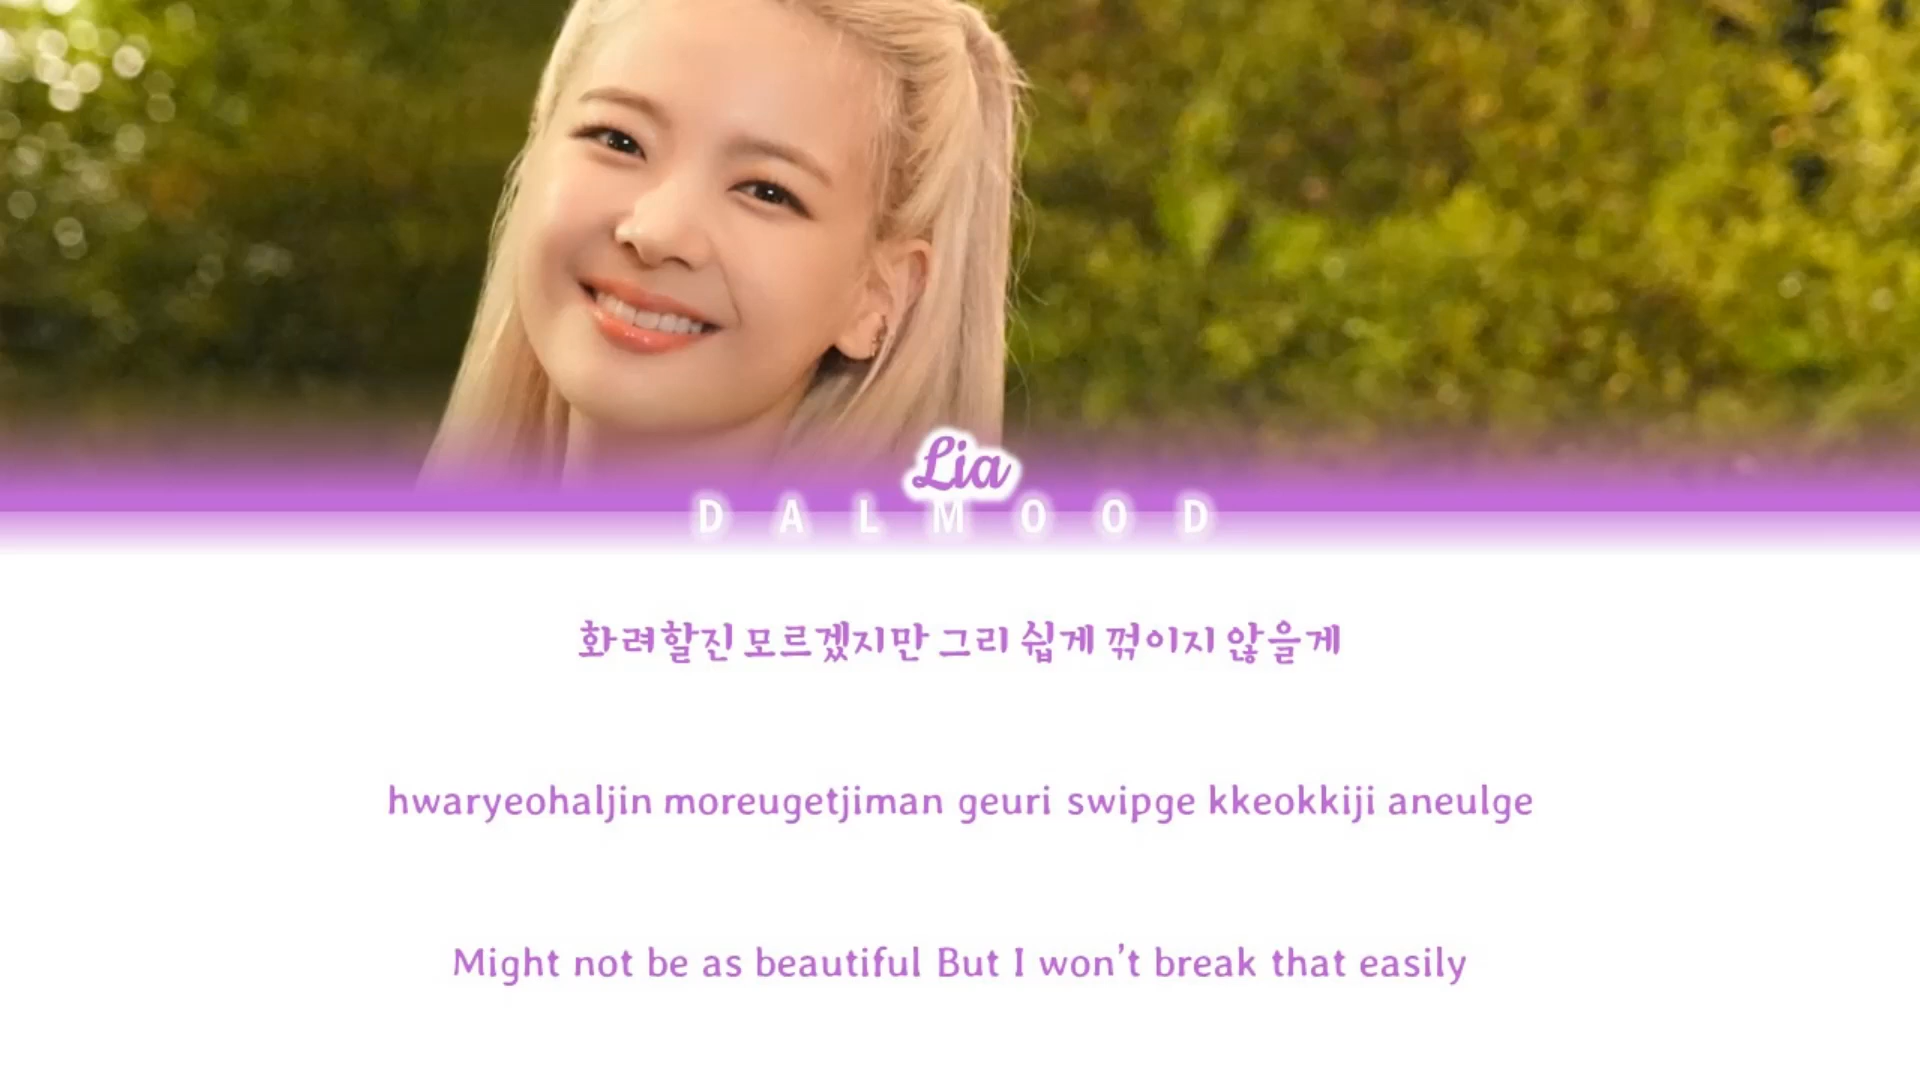 Lia
DALMOOD
화려할진 모르겠지만 그리 쉽게 꺾이지 않을게
hwaryeohaljin moreugetjiman geuri swipge kkeokkiji aneulge
Might not be as beautiful But I won't break that easily